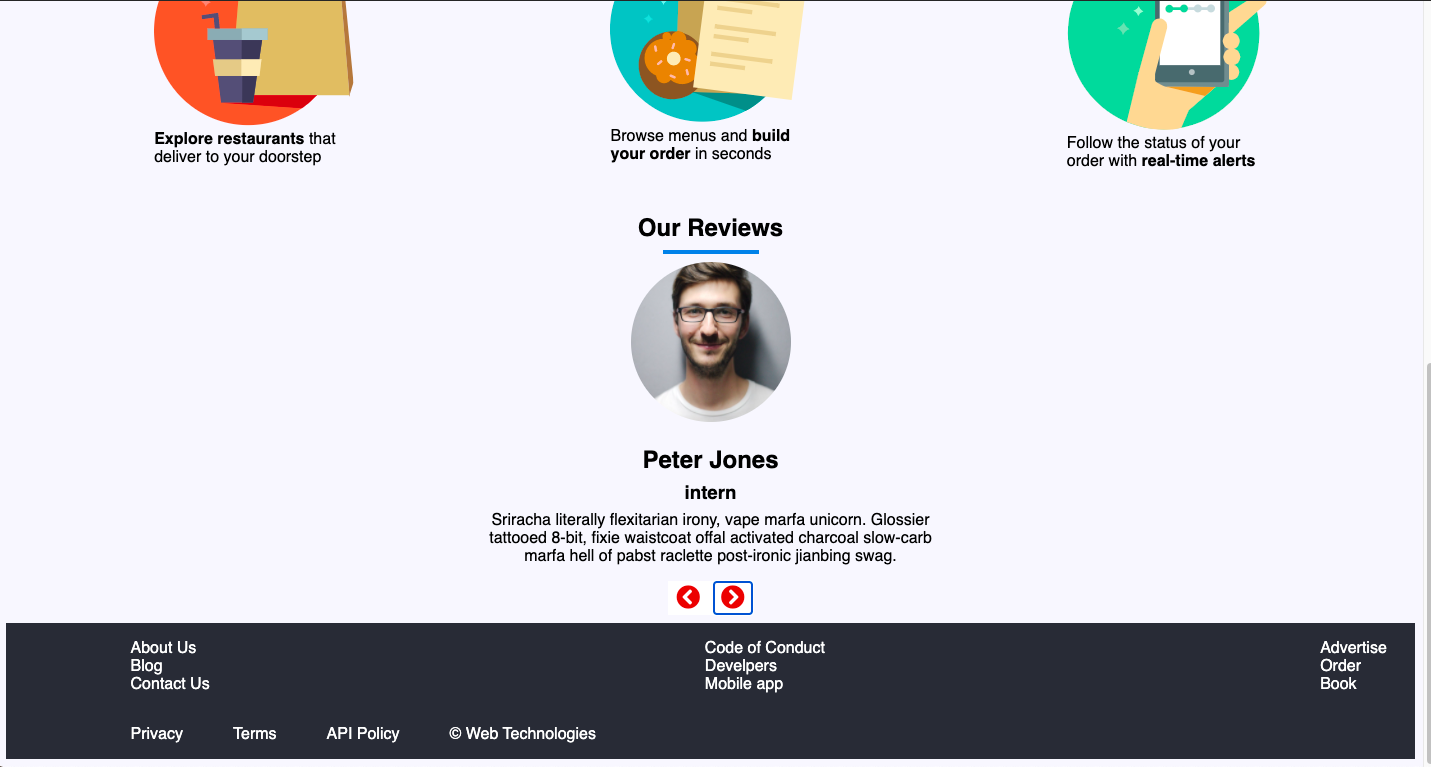 Explore restaurants that
deliver to your doorstep
Browse menus and build
your order in seconds
Follow the status of your
order with real-time alerts
Our Reviews
Peter Jones
intern
Sriracha literally flexitarian irony, vape marfa unicorn. Glossier
tattooed 8-bit, fixie waistcoat offal activated charcoal slow-carb
marfa hell of pabst raclette post-ironic jianbing swag.
About Us
Blog
Contact Us
Code of Conduct
Develpers
Mobile app
Advertise
Order
Book
Privacy Terms API Policy © Web Technologies